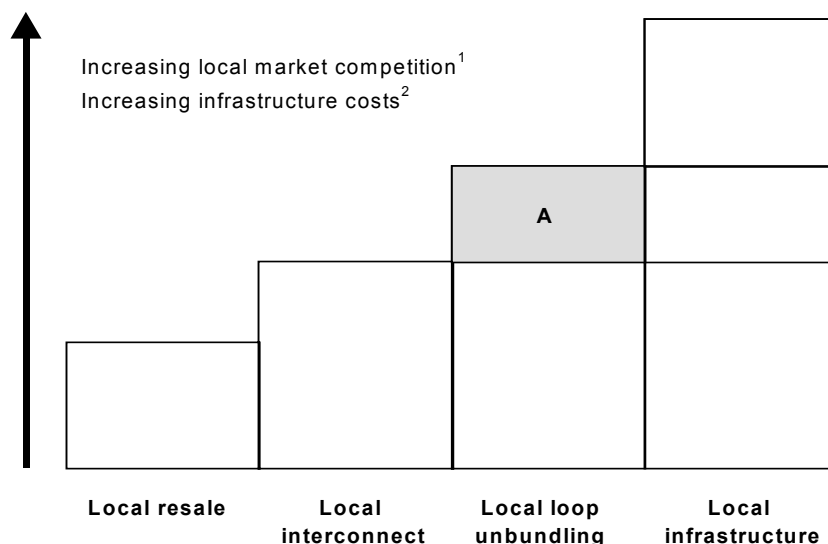 Increasing local market competition¹
Increasing infrastructure costs²
A
Local resale
Local
interconnect
Local loop
unbundling
Local
infrastructure